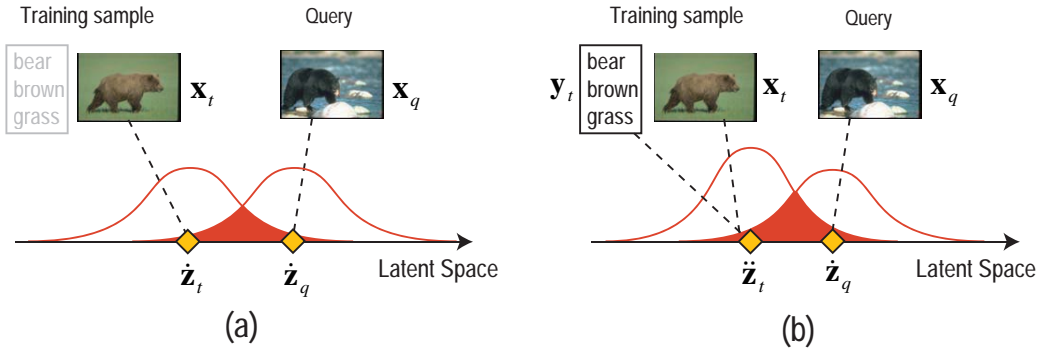 Training sample
Query
bear
brown
grass
x_t
x_q
ż_t
ż_q
Latent Space
(a)
Training sample
Query
y_t
bear
brown
grass
x_t
x_q
z̈_t
ż_q
Latent Space
(b)